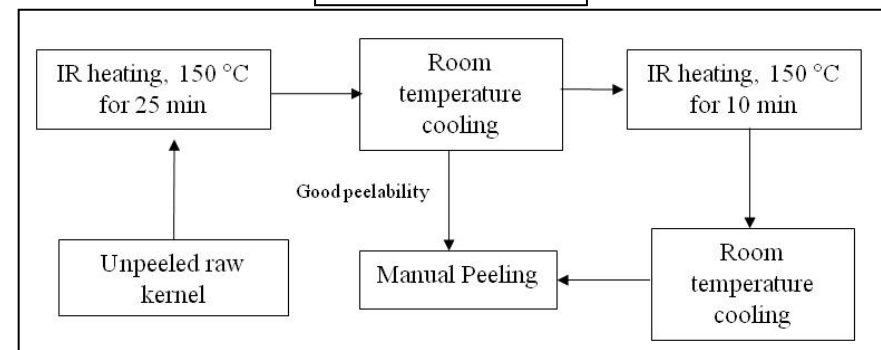 IR heating, 150 °C
for 25 min
Room
temperature
cooling
IR heating, 150 °C
for 10 min
Good peelability
Unpeeled raw
kernel
Manual Peeling
Room
temperature
cooling